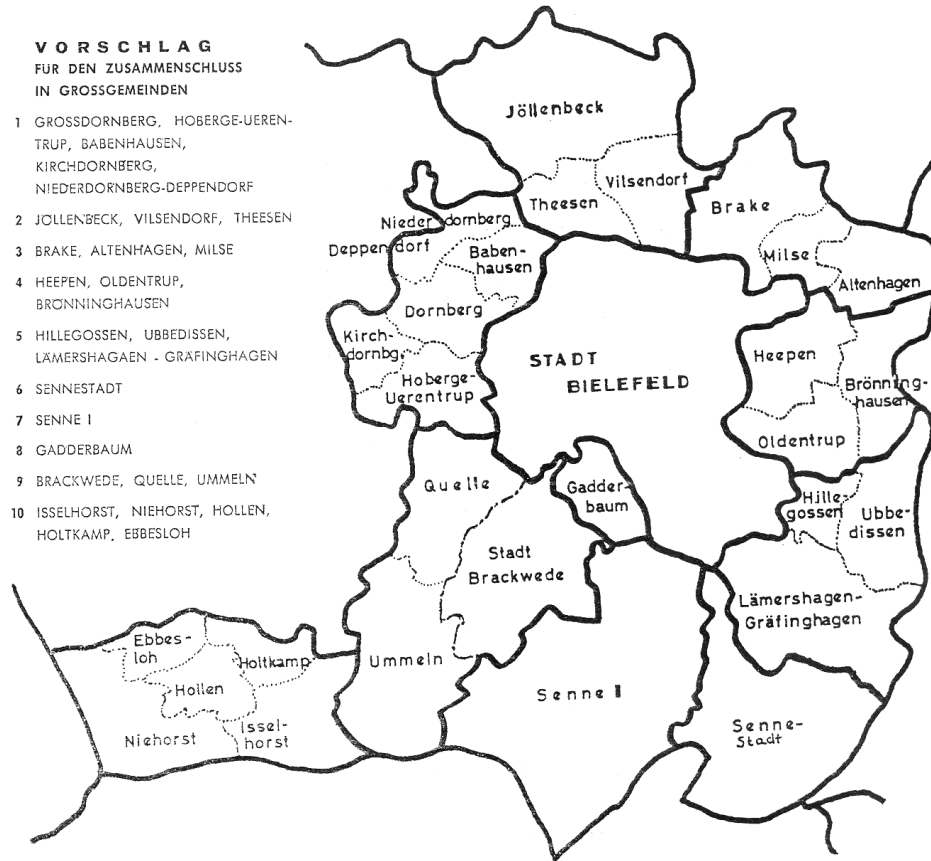 VORSCHLAG
FÜR DEN ZUSAMMENSCHLUSS
IN GROSSGEMEINDEN
1 GROSSDORNBERG, HOBERGE-UEREN-
TRUP, BABENHAUSEN,
KIRCHDORNBERG,
NIEDERDORNBERG-DEPPENDORF
2 JÖLLENBECK, VILSENDORF, THEESEN
3 BRAKE, ALTENHAGEN, MILSE
4 HEEPEN, OLDENTRUP,
BRÖNNINGHAUSEN
5 HILLEGOSSEN, UBBEDISSEN,
LÄMERSHAGAEN - GRÄFINGHAGEN
6 SENNESTADT
7 SENNE I
8 GADDERBAUM
9 BRACKWEDE, QUELLE, UMMELN
10 ISSELHORST, NIEHORST, HOLLEN,
HOLTKAMP, EBBESLOH
Jöllenbeck
Theesen
Vilsendorf
Brake
Milse
Altenhagen
Niederdornberg
Deppendorf
Baben-
hausen
Dornberg
Kirch-
dornbg.
Hoberge-
Uerentrup
STADT
BIELEFELD
Heepen
Brönning-
hausen
Oldentrup
Hille-
gossen
Ubbe-
dissen
Lämershagen-
Gräfinghagen
Quelle
Gadder-
baum
Stadt
Brackwede
Ummeln
Senne I
Senne-
Stadt
Ebbes-
loh
Holtkamp
Hollen
Niehorst
Issel-
horst